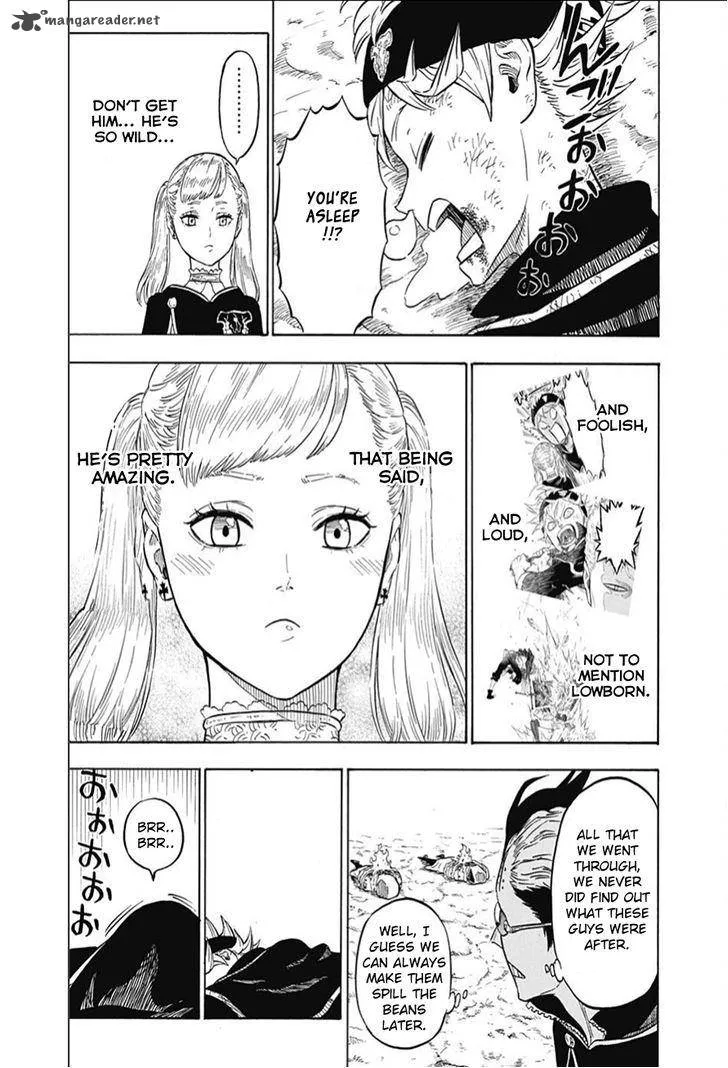 mangareader.net
んがおおおお
YOU'RE
ASLEEP
!!?
.........
DON'T GET
HIM... HE'S
SO WILD...
AND
FOOLISH,
AND
LOUD,
NOT TO
MENTION
LOWBORN.
THAT BEING
SAID,
HE'S PRETTY
AMAZING.
ALL THAT
WE WENT
THROUGH,
WE NEVER
DID FIND OUT
WHAT THESE
GUYS WERE
AFTER.
WELL, I
GUESS WE
CAN ALWAYS
MAKE THEM
SPILL THE
BEANS
LATER.
BRR..
BRR..
おぉおおお